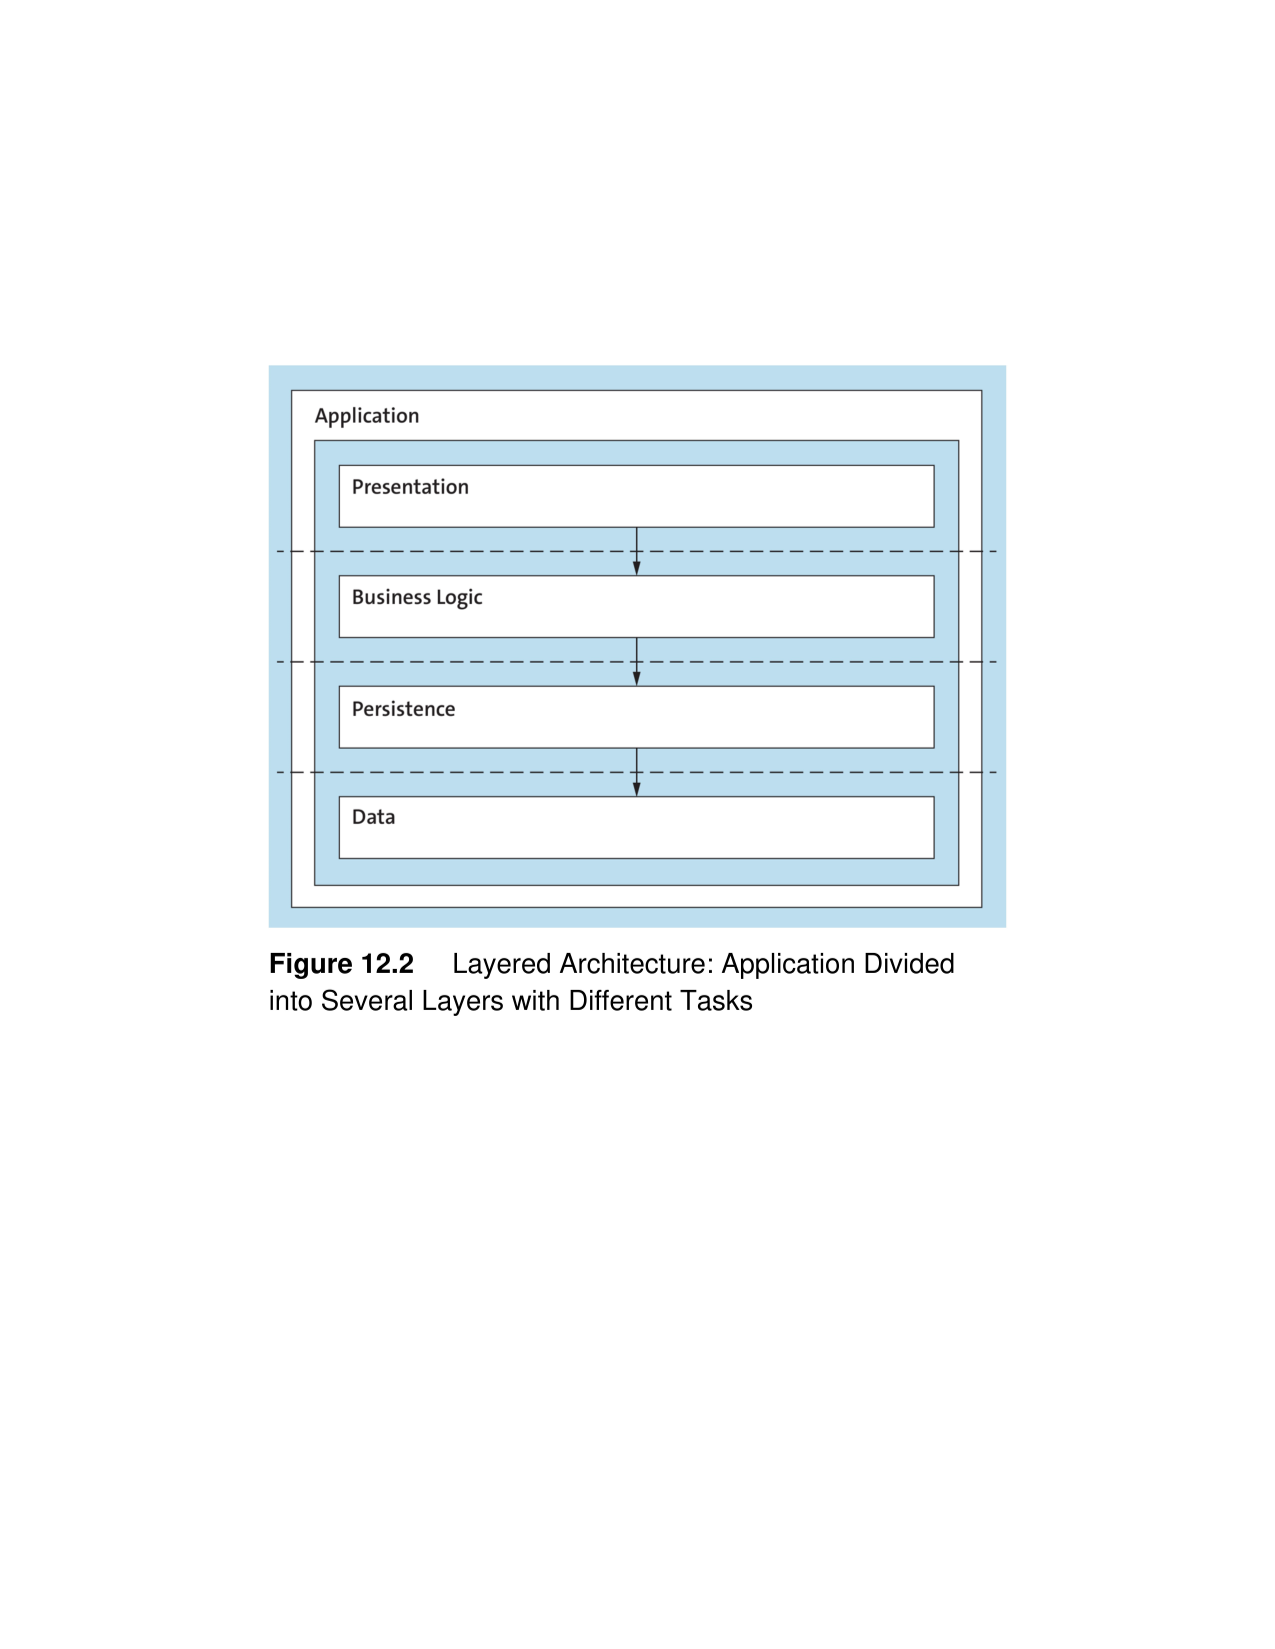 Application
Presentation
Business Logic
Persistence
Data
Figure 12.2 Layered Architecture: Application Divided
into Several Layers with Different Tasks